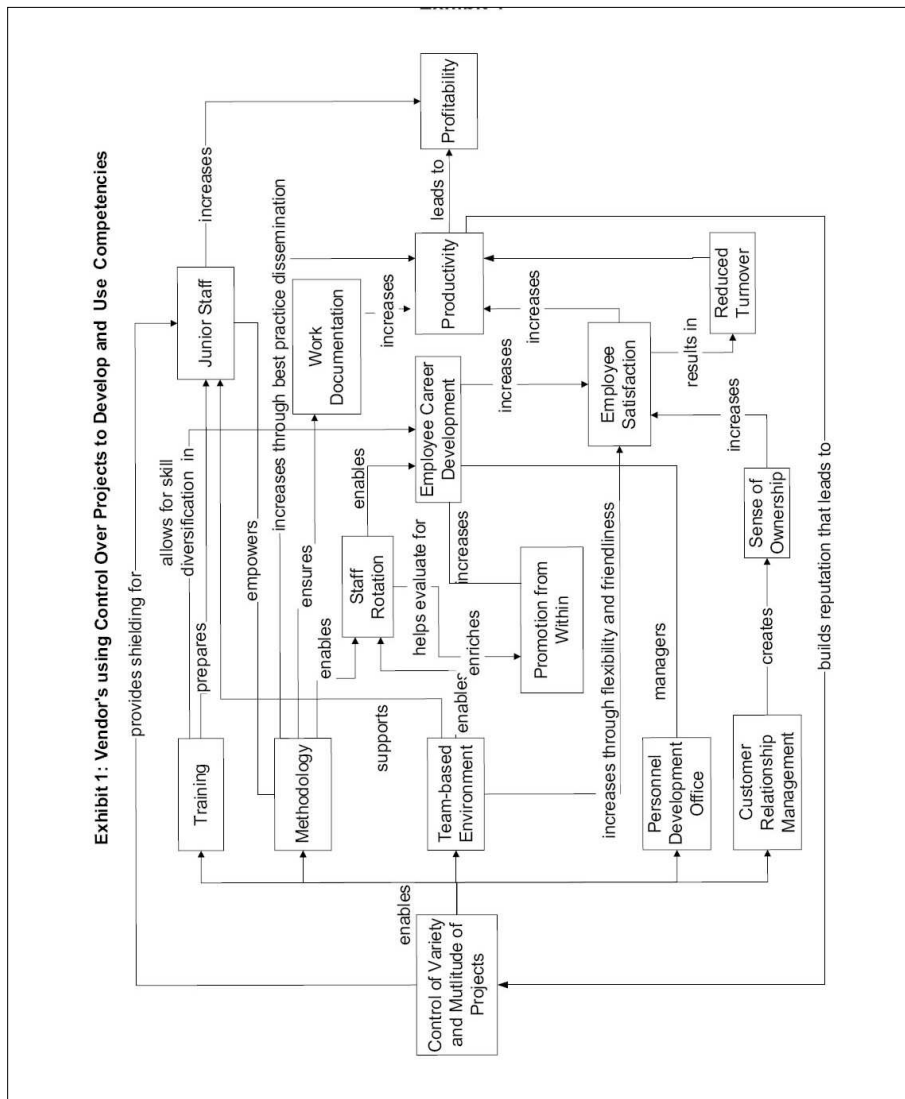 Exhibit 1: Vendor's using Control Over Projects to Develop and Use Competencies
provides shielding for
allows for skill
diversification in
prepares
increases
Junior Staff
Training
empowers
increases through best practice dissemination
Work
Documentation
ensures
Methodology
enables
Staff
Rotation
enables
increases
leads to
Profitability
Productivity
supports
helps evaluate for
Employee Career
Development
enables
Control of Variety
and Mutlitude of
Projects
Team-based
Environment
enables
enriches
increases
increases
increases
Promotion from
Within
increases through flexibility and friendliness
Employee
Satisfaction
results in
Reduced
Turnover
managers
Personnel
Development
Office
increases
Customer
Relationship
Management
creates
Sense of
Ownership
builds reputation that leads to